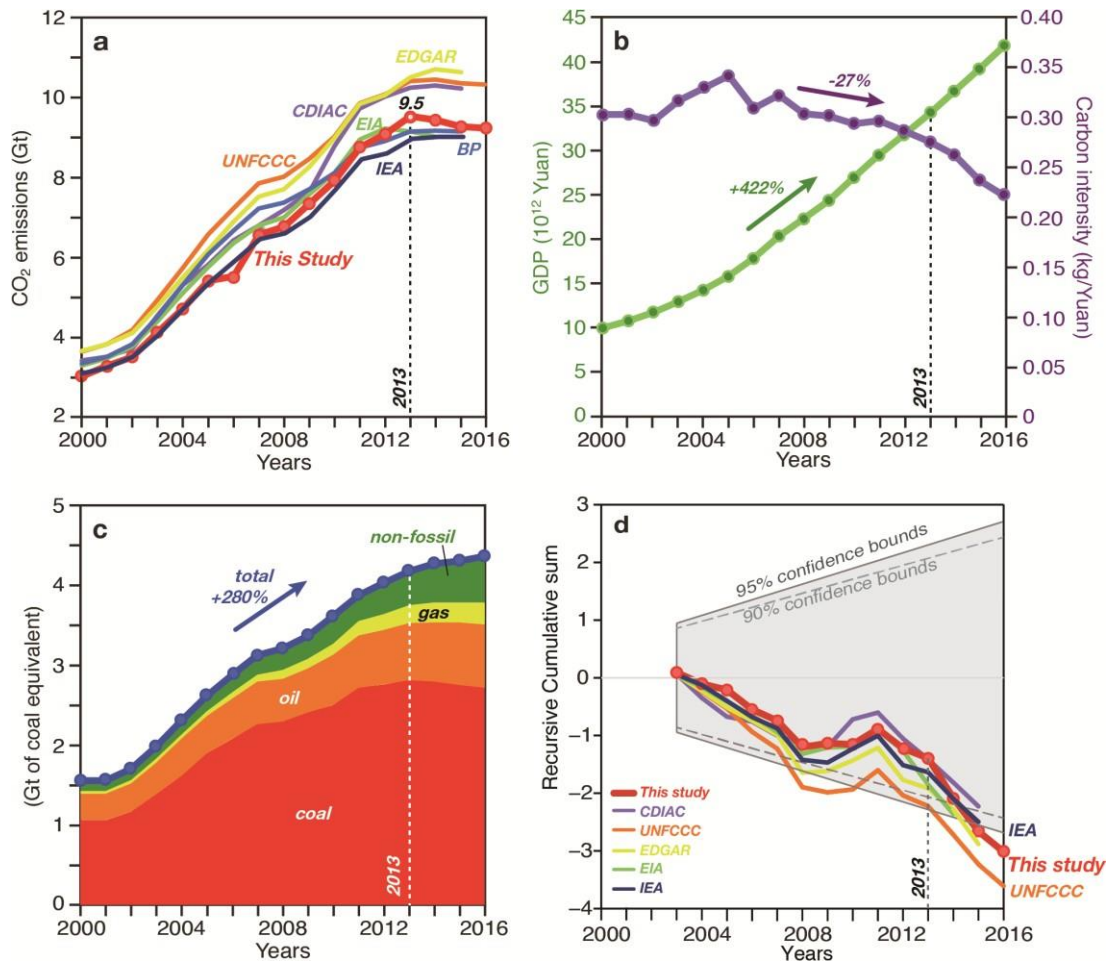 a
CO₂ emissions (Gt)
12
10
8
6
4
2
EDGAR
CDIAC
9.5
EIA
UNFCCC
BP
IEA
This Study
2013
2000 2004 2008 2012 2016
Years
b
GDP (10¹² Yuan)
45
40
35
30
25
20
15
10
5
0
-27%
+422%
2013
0.40
0.35
0.30
0.25
0.20
0.15
0.10
0.05
0
Carbon intensity (kg/Yuan)
2000 2004 2008 2012 2016
Years
c
(Gt of coal equivalent)
5
4
3
2
1
0
non-fossil
total
+280%
gas
oil
coal
2013
2000 2004 2008 2012 2016
Years
d
Recursive Cumulative sum
3
2
1
0
−1
−2
−3
−4
95% confidence bounds
90% confidence bounds
This study
CDIAC
UNFCCC
EDGAR
EIA
IEA
2013
IEA
This study
UNFCCC
2000 2004 2008 2012 2016
Years